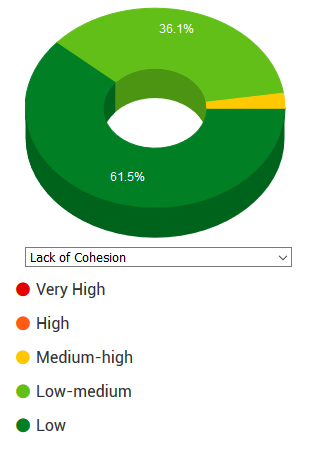 36.1%
61.5%
Lack of Cohesion
Very High
High
Medium-high
Low-medium
Low